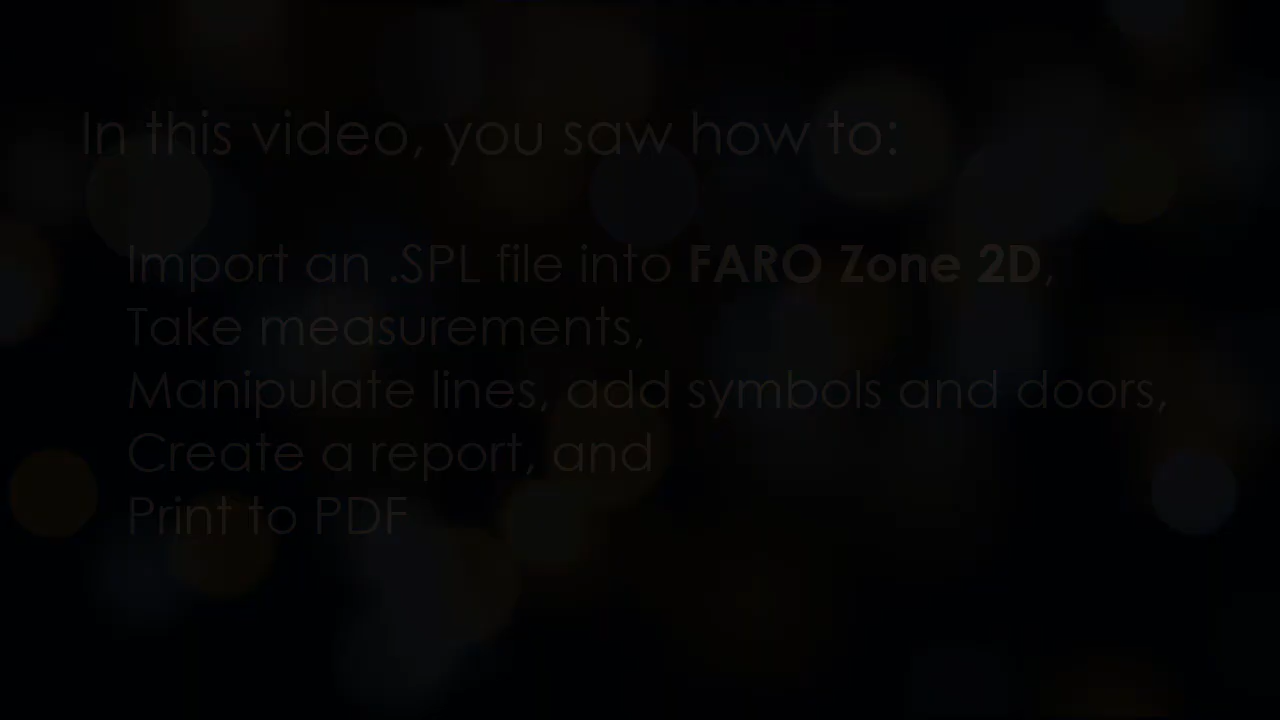 In this video, you saw how to:
Import an .SPL file into FARO Zone 2D,
Take measurements,
Manipulate lines, add symbols and doors,
Create a report, and
Print to PDF